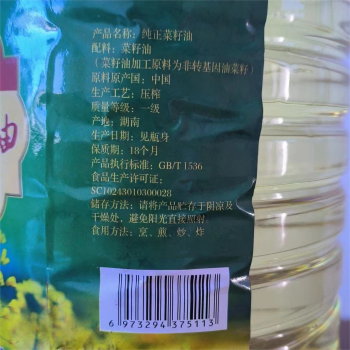 产品名称：纯正菜籽油
配料：菜籽油
（菜籽油加工原料为非转基因油菜籽）
原料原产国：中国
生产工艺：压榨
质量等级：一级
产地：湖南
生产日期：见瓶身
保质期：18个月
产品执行标准：GB/T 1536
食品生产许可证：
SC10243010300028
储存方法：请将产品贮存于阴凉及
干燥处，避免阳光直接照射。
食用方法：烹、煎、炒、炸
6 973294 375113
油